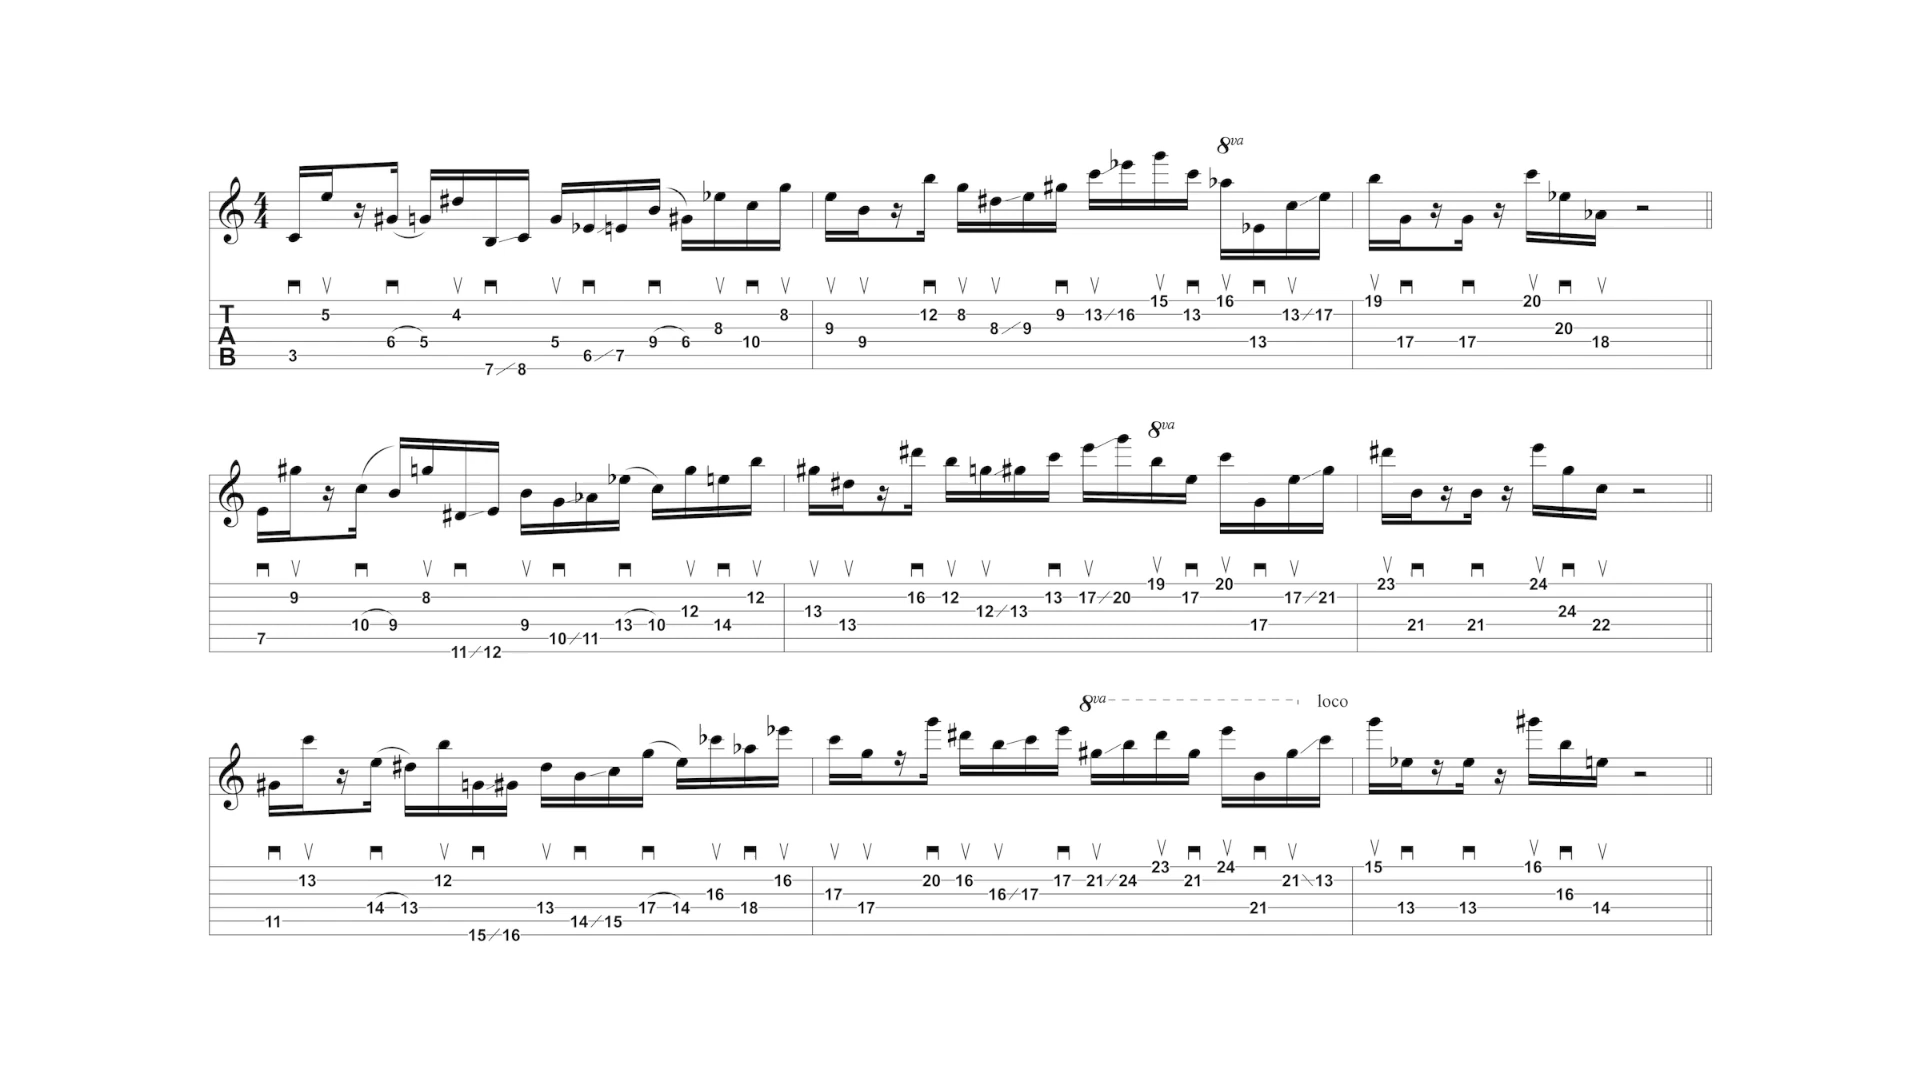 8va
4
4
15 16 19 20
T 5 4 8 12 8 9 13/16 13 13/17
8 9 8/9 20
A 6 5 5 9 6 10 9 13 17 17 18
B 3 6/7
7/8
8va
19 20 23 24
9 8 12 16 12 13 17/20 17 17/21
12 13 12/13 24
10 9 9 13 10 14 13 17 21 21 22
7 10/11
11/12
8va loco
23 24 15 16
13 12 16 20 16 17 21/24 21 21\13
16 17 16/17 16
14 13 13 17 14 18 17 21 13 13 14
11 14/15
15/16